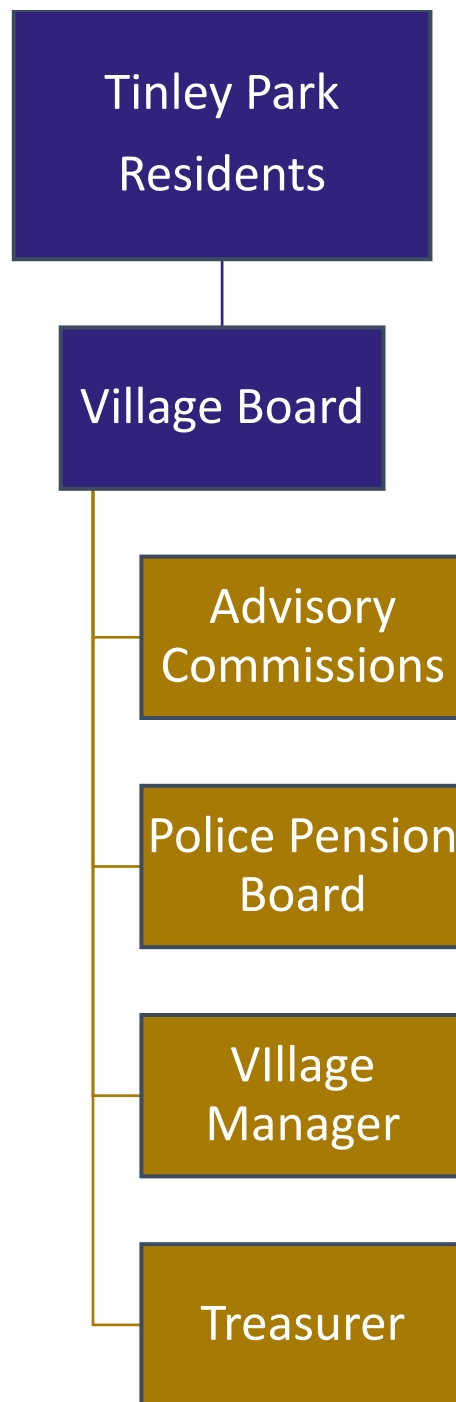 Tinley Park
Residents
Village Board
Advisory
Commissions
Police Pension
Board
VIllage
Manager
Treasurer